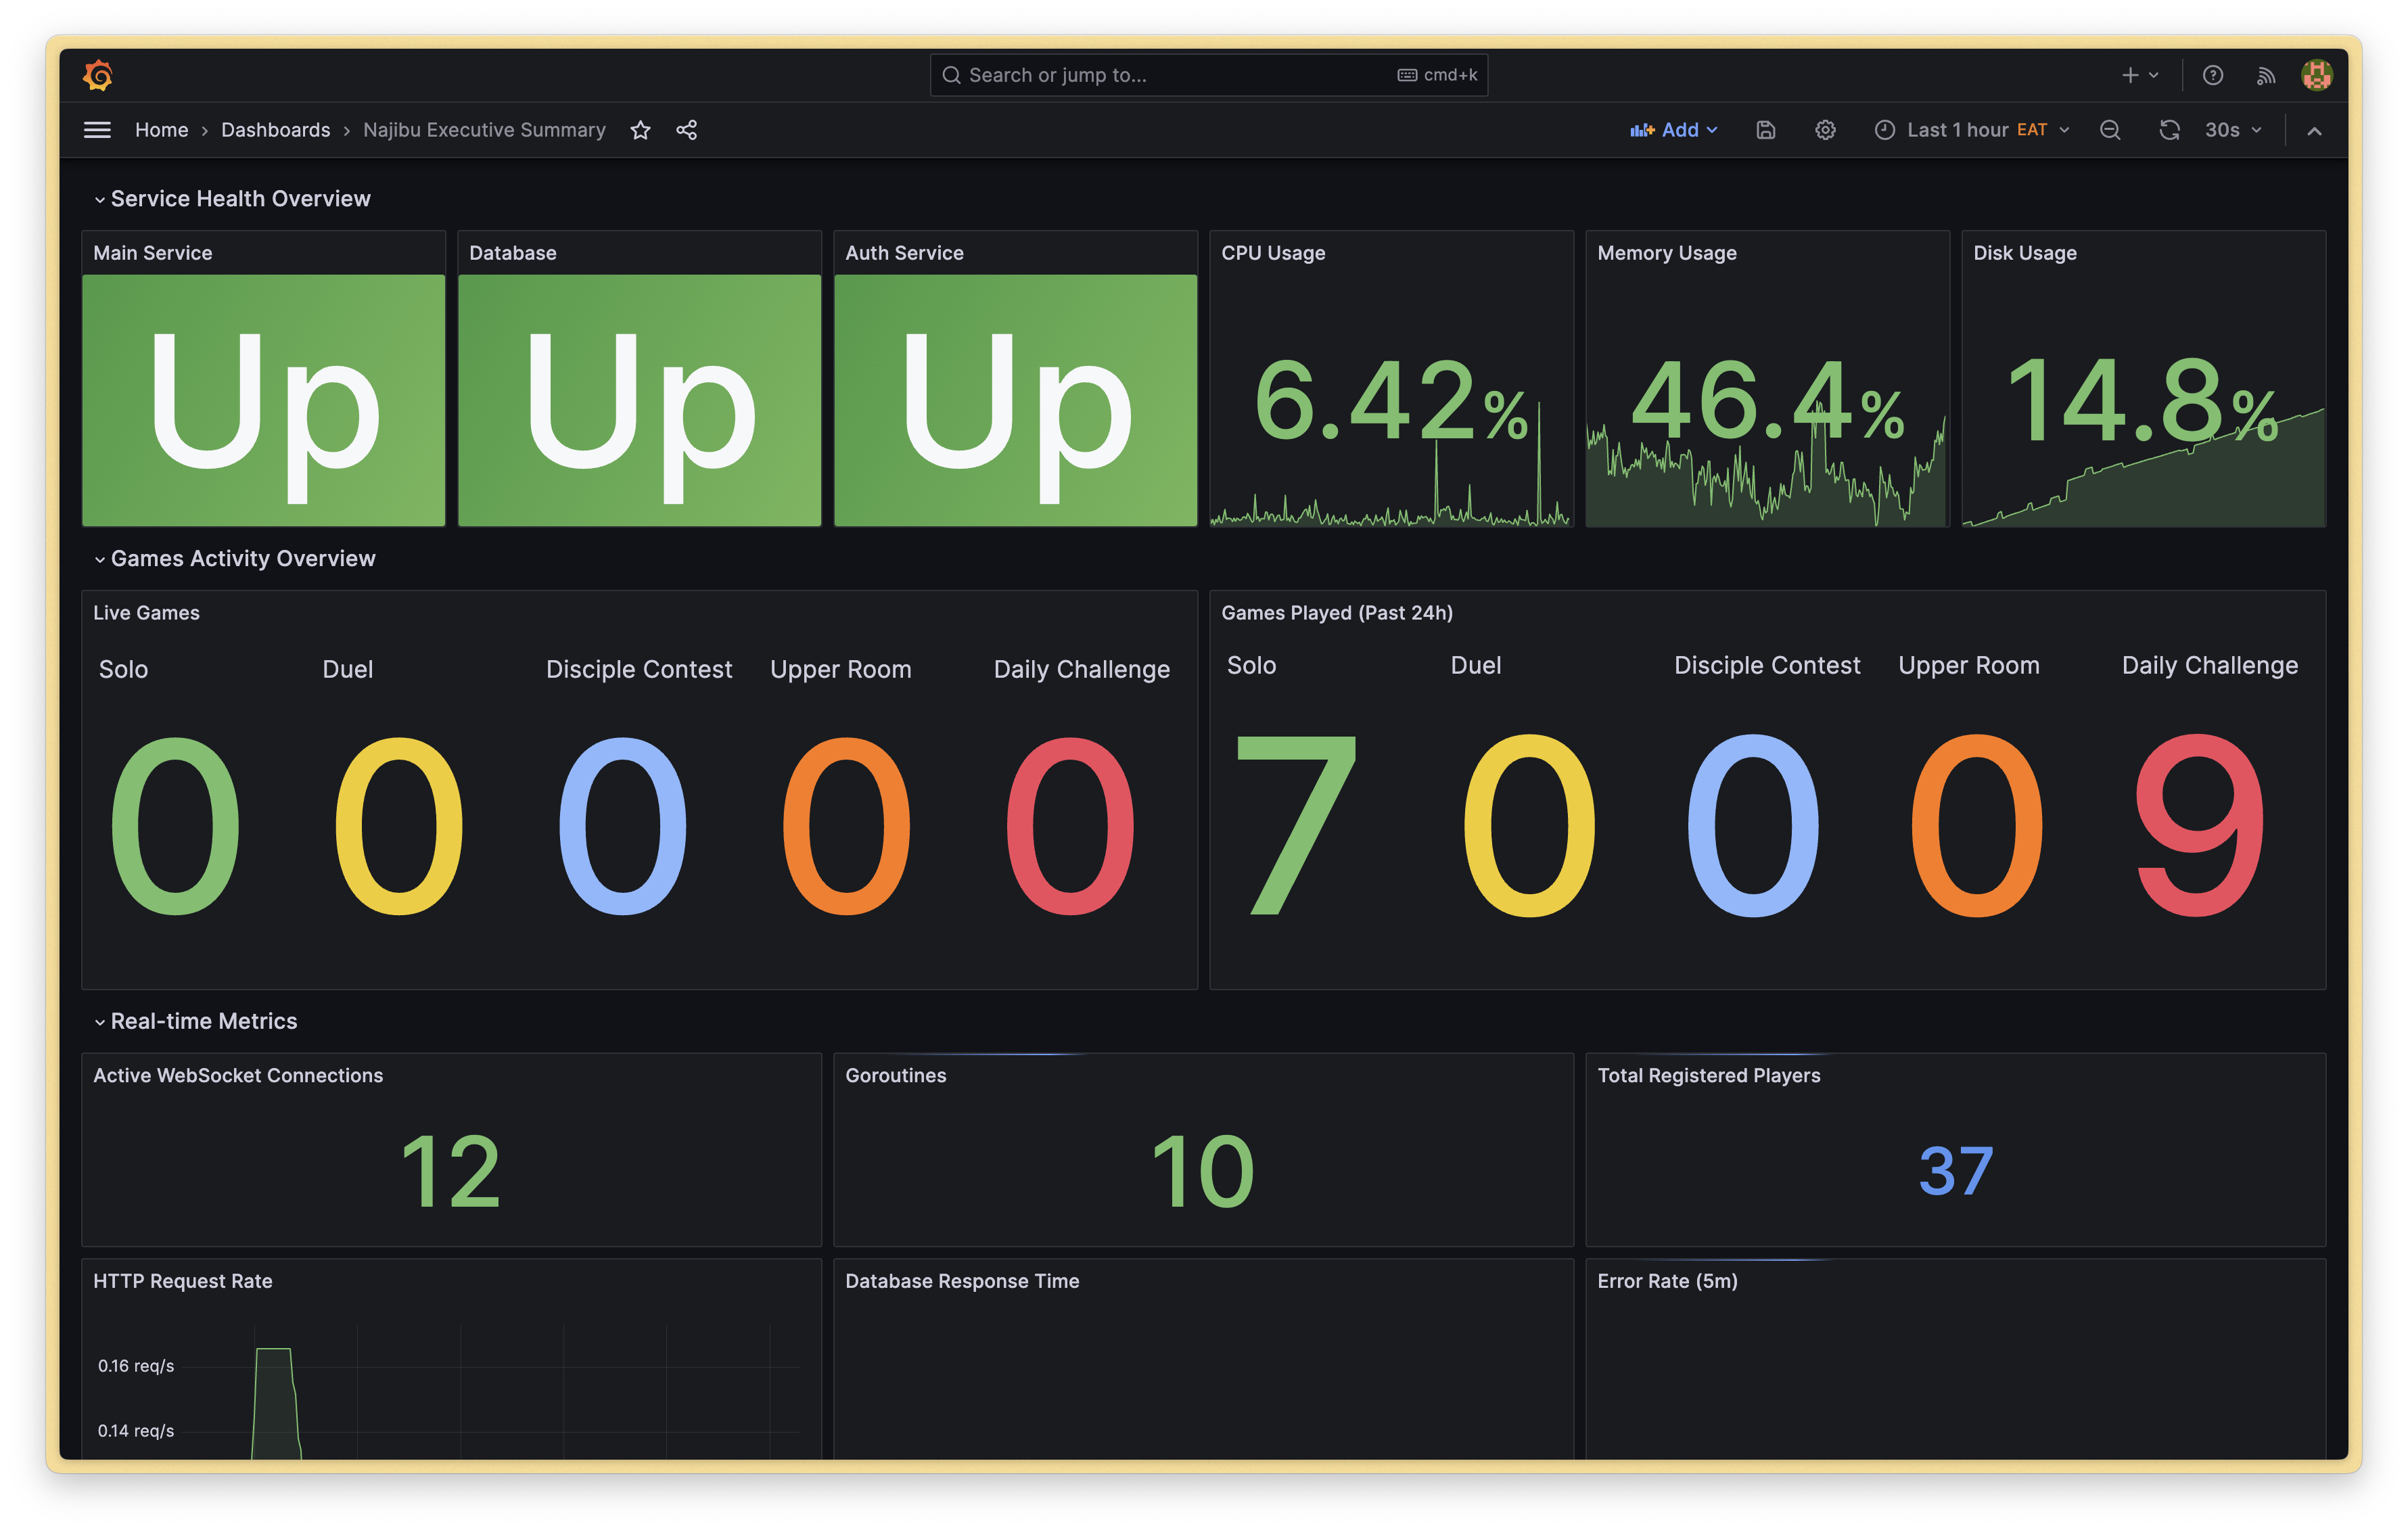 Search or jump to...
cmd+k
Home › Dashboards › Najibu Executive Summary
Add
Last 1 hour EAT
30s
Service Health Overview
Main Service
Database
Auth Service
CPU Usage
Memory Usage
Disk Usage
Up
Up
Up
6.42%
46.4%
14.8%
Games Activity Overview
Live Games
Solo
Duel
Disciple Contest
Upper Room
Daily Challenge
0
0
0
0
0
Games Played (Past 24h)
Solo
Duel
Disciple Contest
Upper Room
Daily Challenge
7
0
0
0
9
Real-time Metrics
Active WebSocket Connections
12
Goroutines
10
Total Registered Players
37
HTTP Request Rate
0.16 req/s
0.14 req/s
Database Response Time
Error Rate (5m)